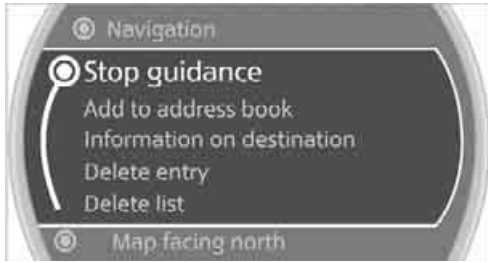 Navigation
Stop guidance
Add to address book
Information on destination
Delete entry
Delete list
Map facing north